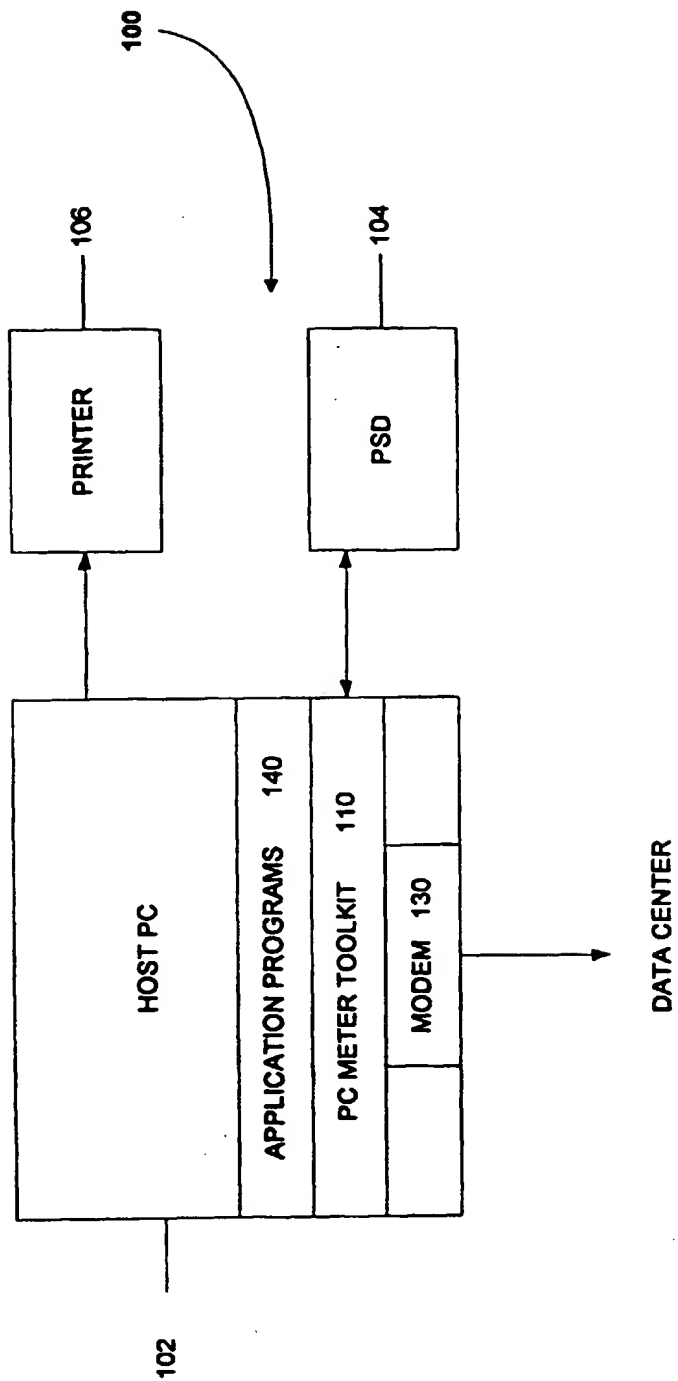 100
PRINTER
106
HOST PC
102
APPLICATION PROGRAMS 140
PC METER TOOLKIT 110
PSD
104
MODEM 130
DATA CENTER